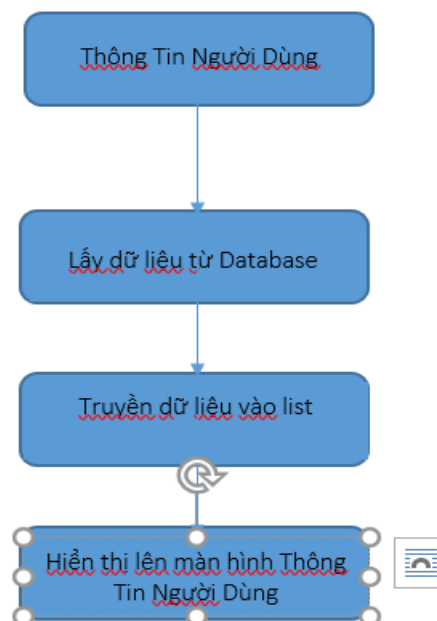 Thông Tin Người Dùng
Lấy dữ liệu từ Database
Truyền dữ liệu vào list
Hiển thị lên màn hình Thông
Tin Người Dùng